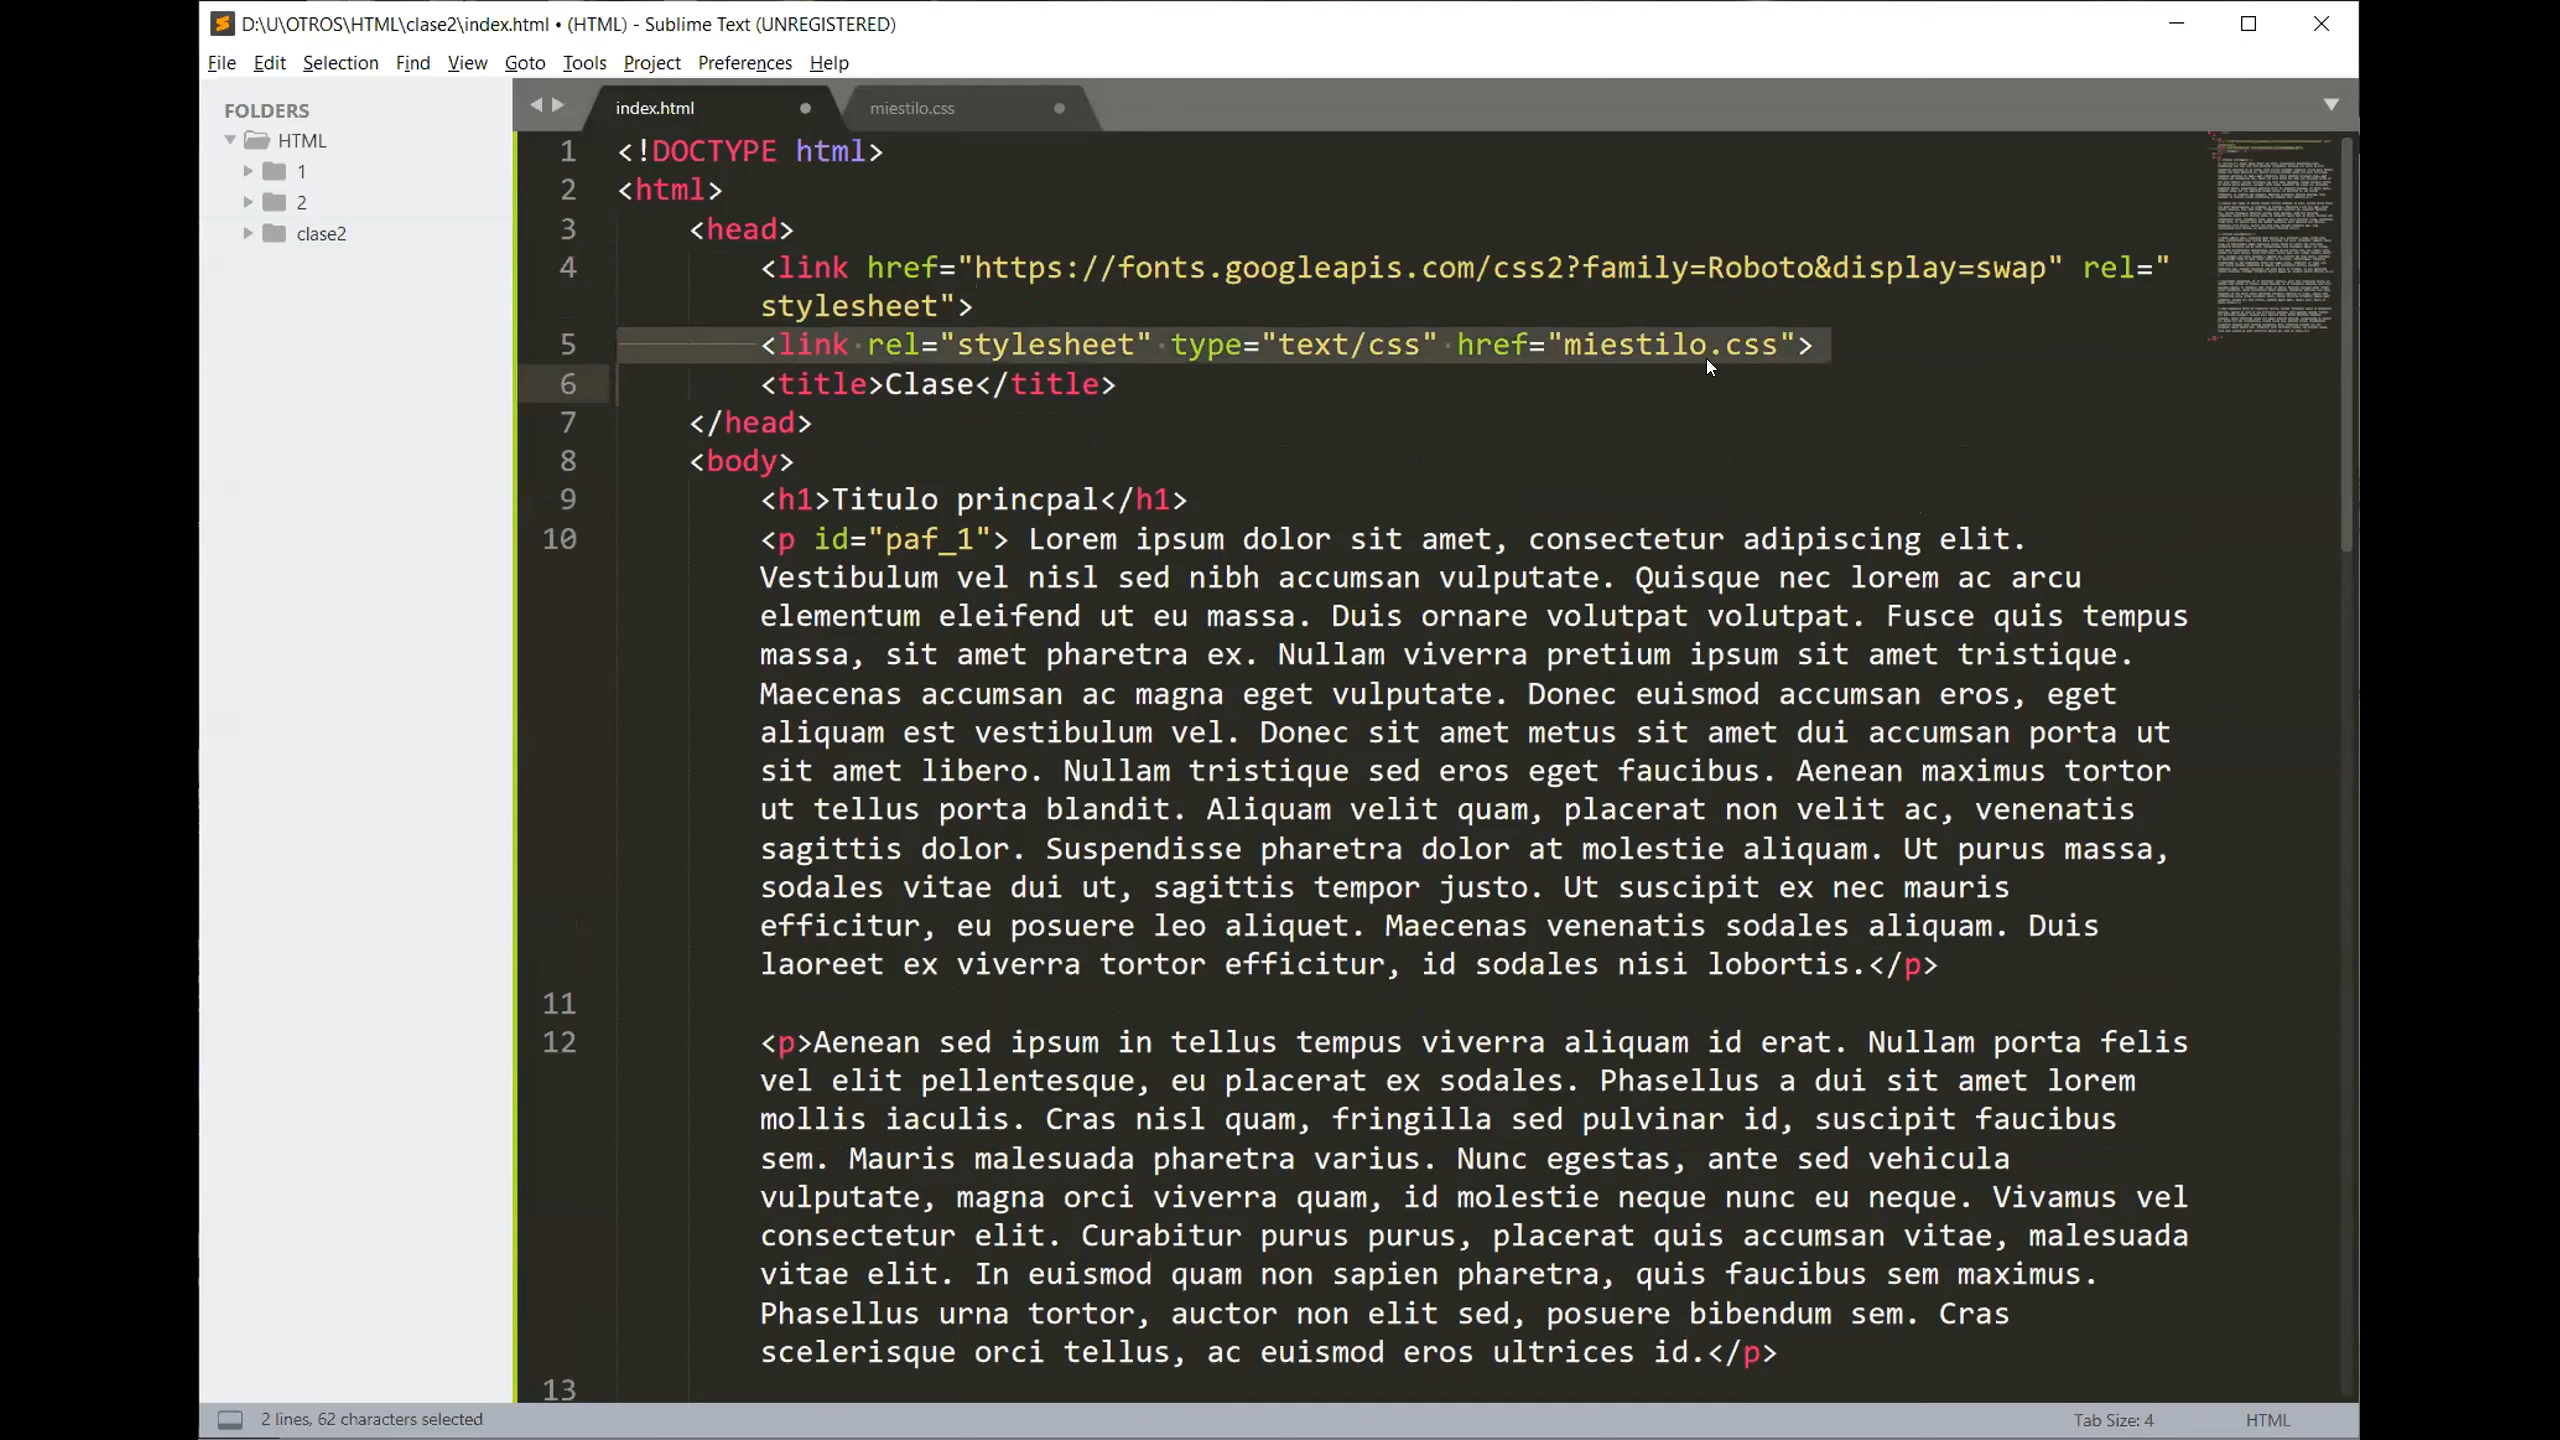 D:\U\OTROS\HTML\clase2\index.html • (HTML) - Sublime Text (UNREGISTERED)
File Edit Selection Find View Goto Tools Project Preferences Help
FOLDERS
HTML
1
2
clase2
index.html
miestilo.css
1 <!DOCTYPE html>
2 <html>
3 <head>
4 <link href="https://fonts.googleapis.com/css2?family=Roboto&display=swap" rel="
stylesheet">
5 <link rel="stylesheet" type="text/css" href="miestilo.css">
6 <title>Clase</title>
7 </head>
8 <body>
9 <h1>Titulo princpal</h1>
10 <p id="paf_1"> Lorem ipsum dolor sit amet, consectetur adipiscing elit.
Vestibulum vel nisl sed nibh accumsan vulputate. Quisque nec lorem ac arcu
elementum eleifend ut eu massa. Duis ornare volutpat volutpat. Fusce quis tempus
massa, sit amet pharetra ex. Nullam viverra pretium ipsum sit amet tristique.
Maecenas accumsan ac magna eget vulputate. Donec euismod accumsan eros, eget
aliquam est vestibulum vel. Donec sit amet metus sit amet dui accumsan porta ut
sit amet libero. Nullam tristique sed eros eget faucibus. Aenean maximus tortor
ut tellus porta blandit. Aliquam velit quam, placerat non velit ac, venenatis
sagittis dolor. Suspendisse pharetra dolor at molestie aliquam. Ut purus massa,
sodales vitae dui ut, sagittis tempor justo. Ut suscipit ex nec mauris
efficitur, eu posuere leo aliquet. Maecenas venenatis sodales aliquam. Duis
laoreet ex viverra tortor efficitur, id sodales nisi lobortis.</p>
11
12 <p>Aenean sed ipsum in tellus tempus viverra aliquam id erat. Nullam porta felis
vel elit pellentesque, eu placerat ex sodales. Phasellus a dui sit amet lorem
mollis iaculis. Cras nisl quam, fringilla sed pulvinar id, suscipit faucibus
sem. Mauris malesuada pharetra varius. Nunc egestas, ante sed vehicula
vulputate, magna orci viverra quam, id molestie neque nunc eu neque. Vivamus vel
consectetur elit. Curabitur purus purus, placerat quis accumsan vitae, malesuada
vitae elit. In euismod quam non sapien pharetra, quis faucibus sem maximus.
Phasellus urna tortor, auctor non elit sed, posuere bibendum sem. Cras
scelerisque orci tellus, ac euismod eros ultrices id.</p>
13
2 lines, 62 characters selected
Tab Size: 4
HTML